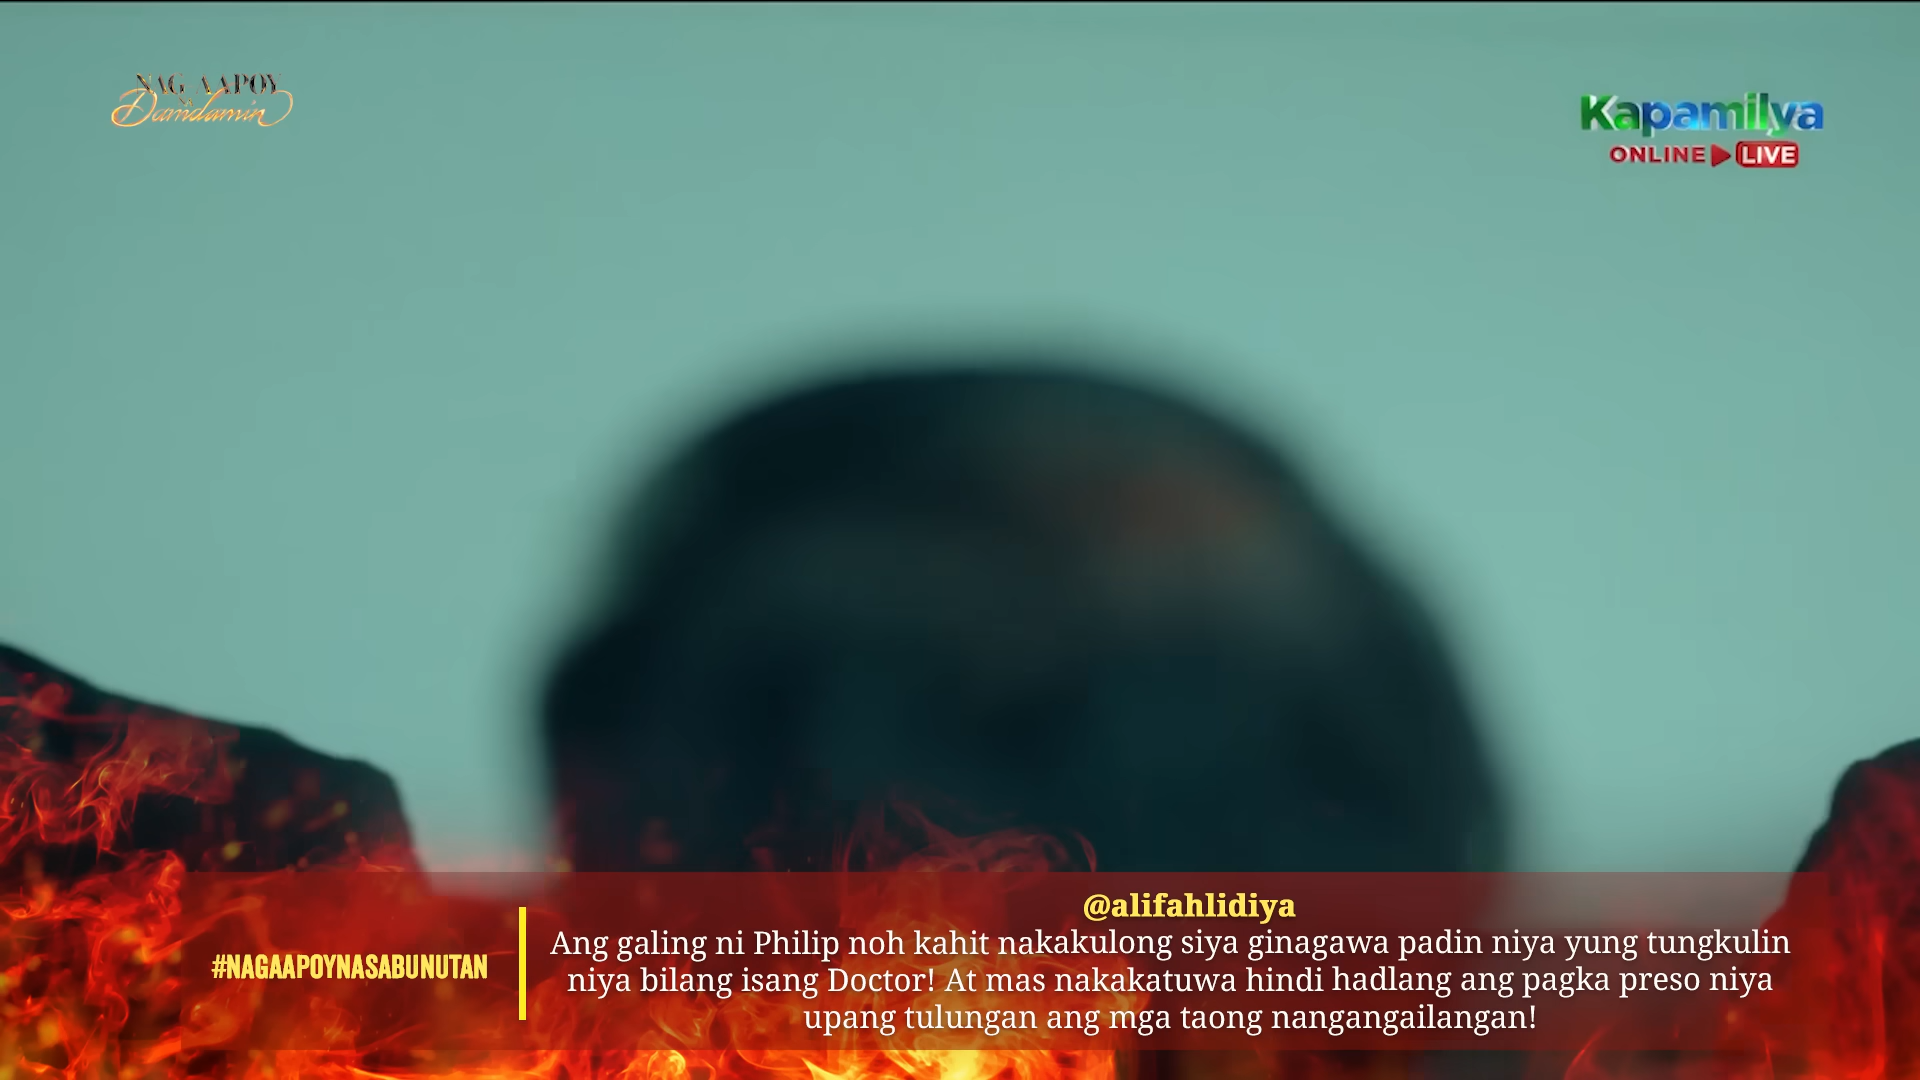 NAG-AAPOY
NA
Damdamin
Kapamilya
ONLINE LIVE
@alifahlidiya
#NAGAAPOYNASABUNUTAN
Ang galing ni Philip noh kahit nakakulong siya ginagawa padin niya yung tungkulin
niya bilang isang Doctor! At mas nakakatuwa hindi hadlang ang pagka preso niya
upang tulungan ang mga taong nangangailangan!